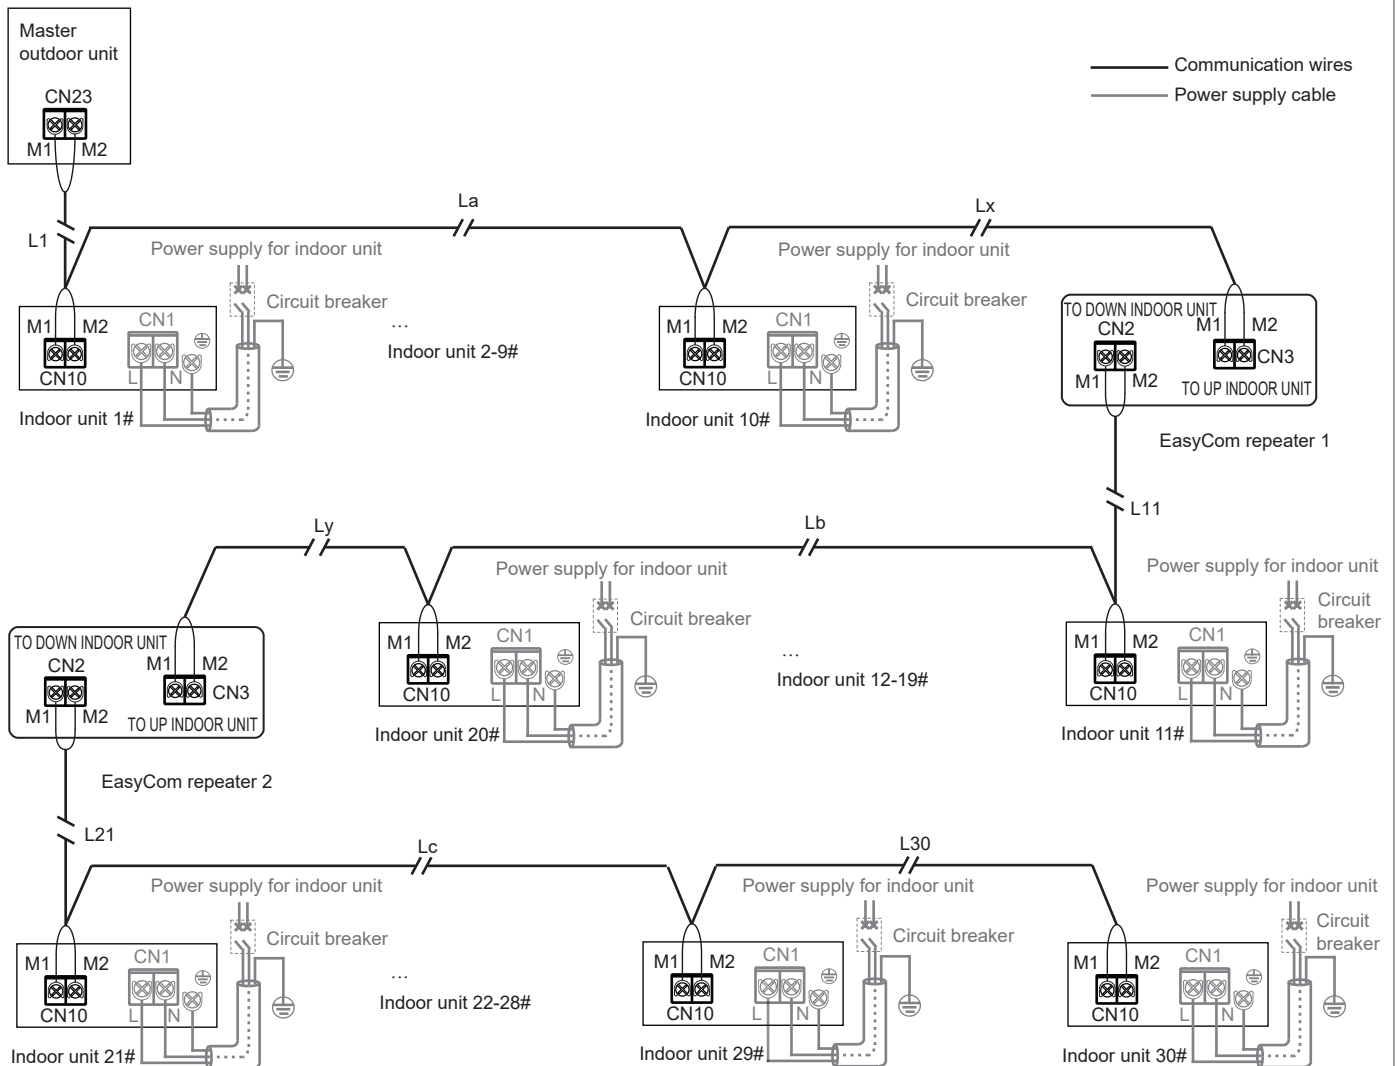 Master
outdoor unit
CN23
M1 M2
Communication wires
Power supply cable
L1
La
Lx
Power supply for indoor unit
Circuit breaker
M1 M2
CN1
CN10
L N
Indoor unit 1#
...
Indoor unit 2-9#
Power supply for indoor unit
Circuit breaker
M1 M2
CN1
CN10
L N
Indoor unit 10#
TO DOWN INDOOR UNIT
CN2
M1 M2
M1 M2
CN3
TO UP INDOOR UNIT
EasyCom repeater 1
L11
Ly
Lb
TO DOWN INDOOR UNIT
CN2
M1 M2
M1 M2
CN3
TO UP INDOOR UNIT
EasyCom repeater 2
Power supply for indoor unit
Circuit breaker
M1 M2
CN1
CN10
L N
Indoor unit 20#
...
Indoor unit 12-19#
Power supply for indoor unit
Circuit
breaker
M1 M2
CN1
CN10
L N
Indoor unit 11#
L21
Lc
L30
Power supply for indoor unit
Circuit breaker
M1 M2
CN1
CN10
L N
Indoor unit 21#
...
Indoor unit 22-28#
Power supply for indoor unit
Circuit breaker
M1 M2
CN1
CN10
L N
Indoor unit 29#
Power supply for indoor unit
Circuit
breaker
M1 M2
CN1
CN10
L N
Indoor unit 30#